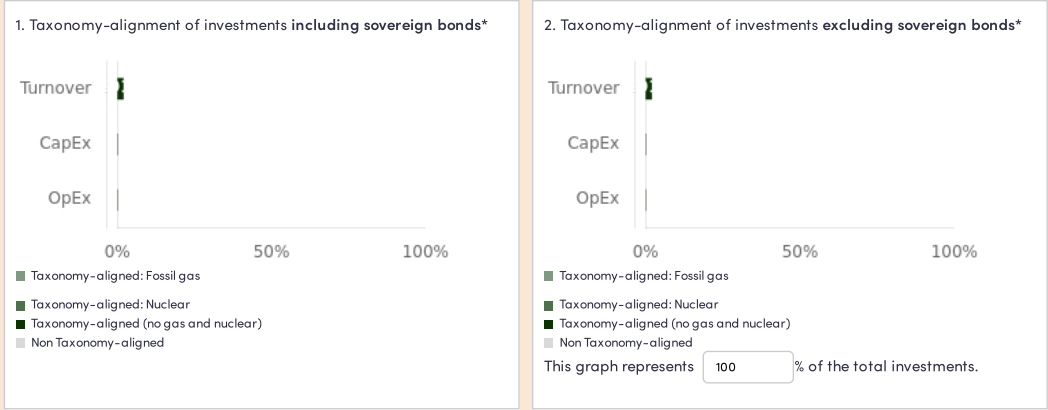 1. Taxonomy-alignment of investments including sovereign bonds*
Turnover
CapEx
OpEx
0% 50% 100%
Taxonomy-aligned: Fossil gas
Taxonomy-aligned: Nuclear
Taxonomy-aligned (no gas and nuclear)
Non Taxonomy-aligned
2. Taxonomy-alignment of investments excluding sovereign bonds*
Turnover
CapEx
OpEx
0% 50% 100%
Taxonomy-aligned: Fossil gas
Taxonomy-aligned: Nuclear
Taxonomy-aligned (no gas and nuclear)
Non Taxonomy-aligned
This graph represents 100 % of the total investments.